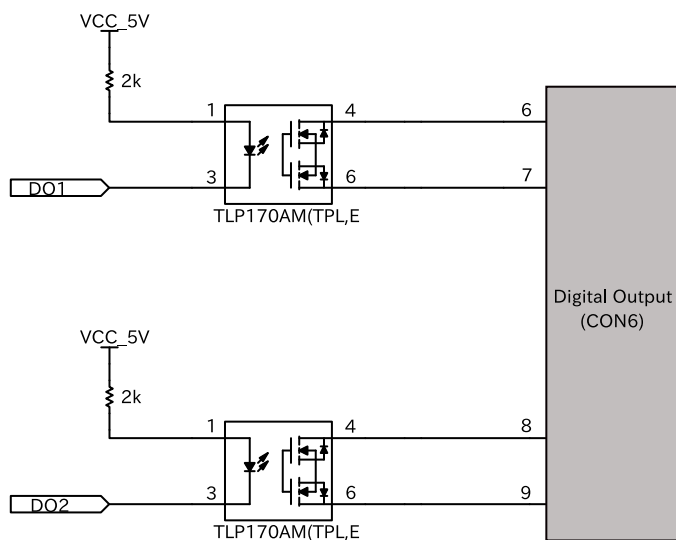 VCC_5V
2k
1
4
6
3
6
7
DO1
TLP170AM(TPL,E
Digital Output
(CON6)
VCC_5V
2k
1
4
8
3
6
9
DO2
TLP170AM(TPL,E